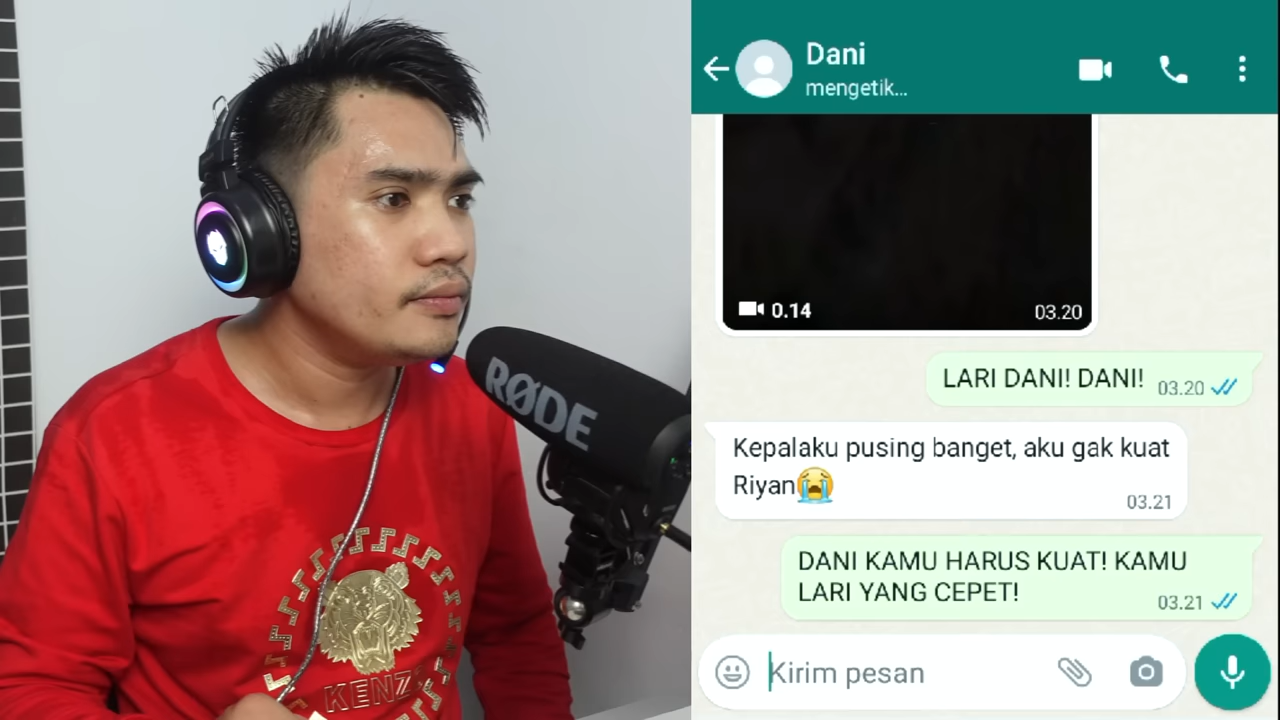 RØDE
KENZO
Dani
mengetik...
0.14
03.20
LARI DANI! DANI!
03.20
Kepalaku pusing banget, aku gak kuat
Riyan😭
03.21
DANI KAMU HARUS KUAT! KAMU
LARI YANG CEPET!
03.21
Kirim pesan